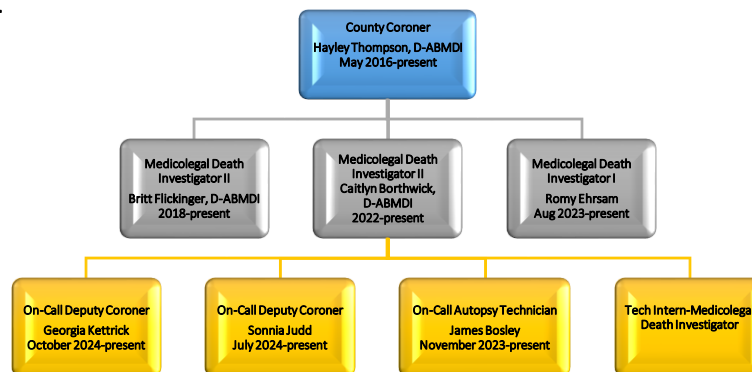 County Coroner
Hayley Thompson, D-ABMDI
May 2016-present
Medicolegal Death
Investigator II
Britt Flickinger, D-ABMDI
2018-present
Medicolegal Death
Investigator II
Caitlyn Borthwick,
D-ABMDI
2022-present
Medicolegal Death
Investigator I
Romy Ehrsam
Aug 2023-present
On-Call Deputy Coroner
Georgia Kettrick
October 2024-present
On-Call Deputy Coroner
Sonnia Judd
July 2024-present
On-Call Autopsy Technician
James Bosley
November 2023-present
Tech Intern-Medicolega
Death Investigator